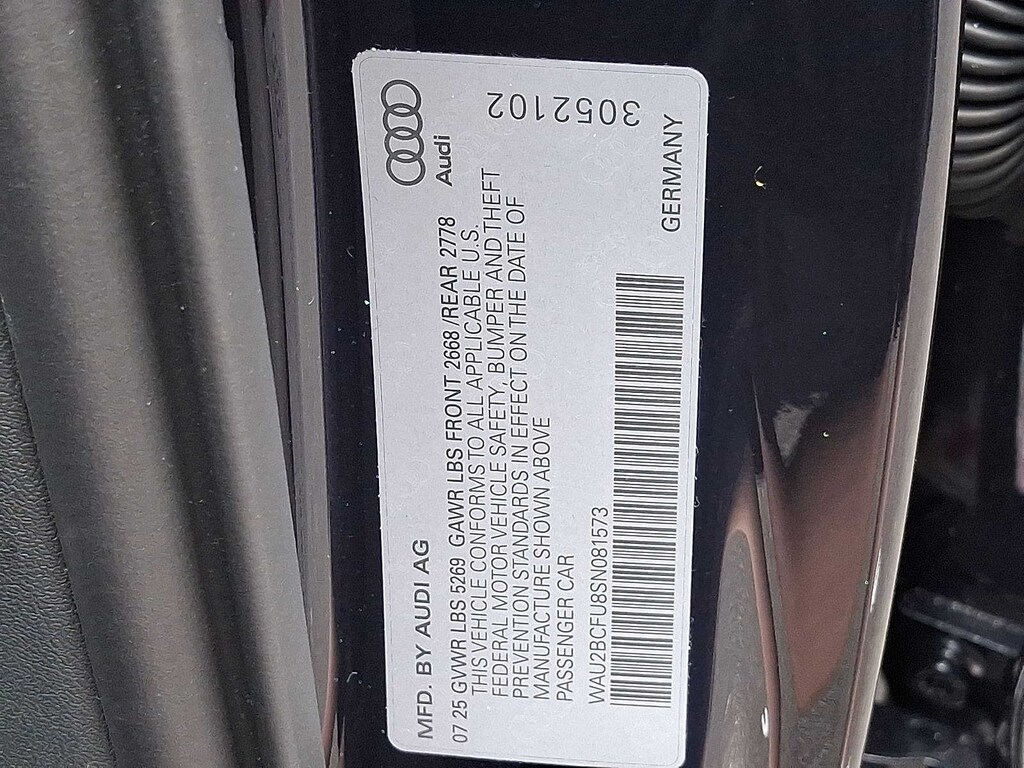 MFD. BY AUDI AG
Audi
07 25 GVWR LBS 5269 GAWR LBS FRONT 2668 /REAR 2778
THIS VEHICLE CONFORMS TO ALL APPLICABLE U.S.
FEDERAL MOTOR VEHICLE SAFETY, BUMPER AND THEFT
PREVENTION STANDARDS IN EFFECT ON THE DATE OF
MANUFACTURE SHOWN ABOVE
PASSENGER CAR
WAU2BCFU8SN081573
GERMANY
3052102